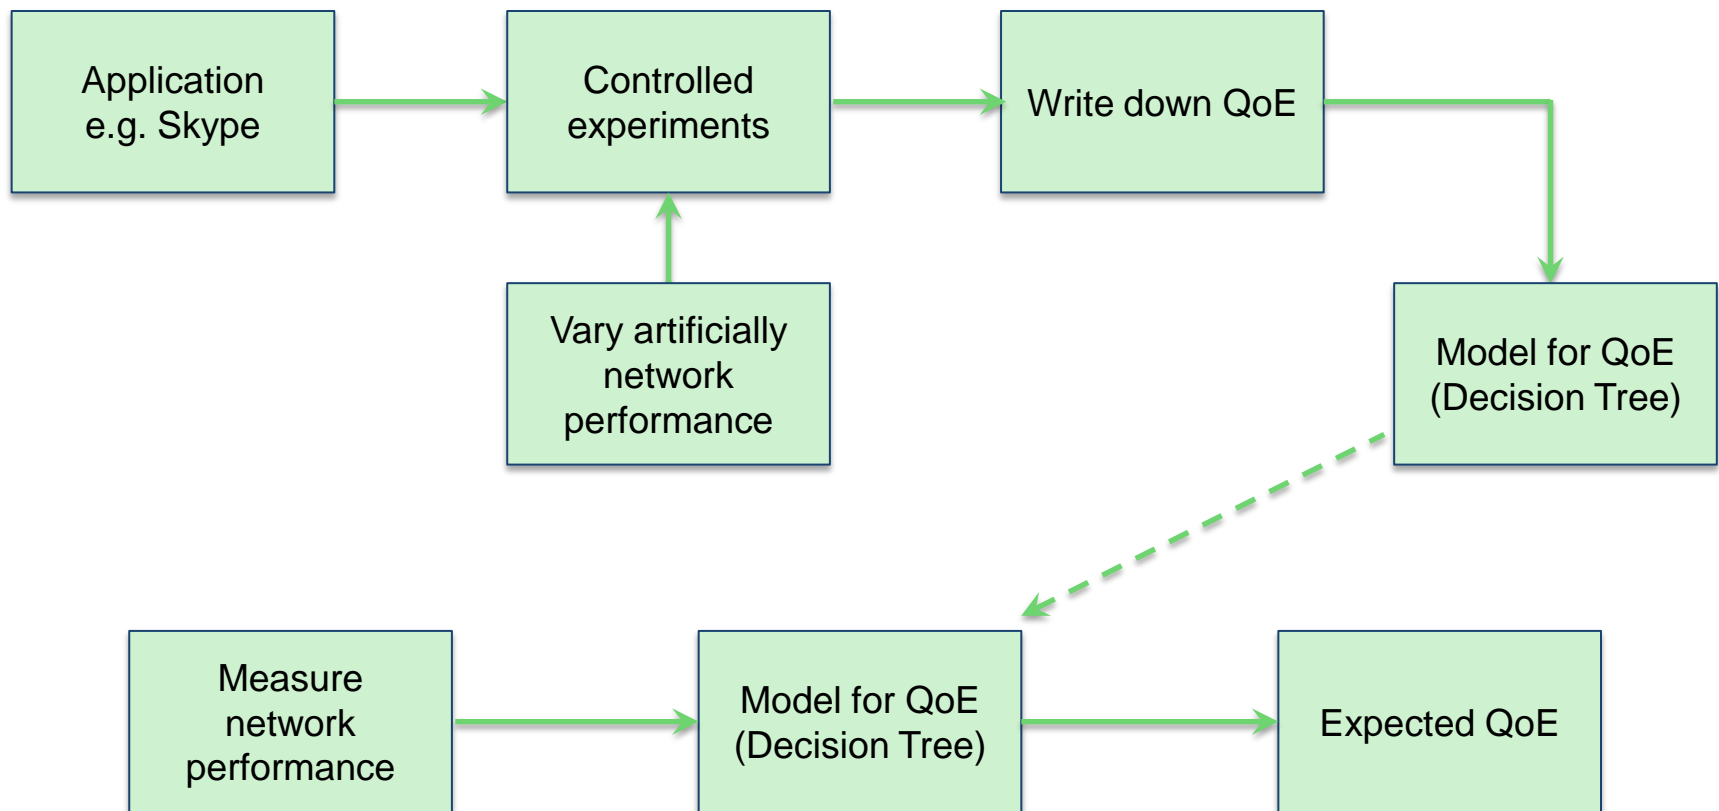 Application
e.g. Skype
Controlled
experiments
Write down QoE
Vary artificially
network
performance
Model for QoE
(Decision Tree)
Measure
network
performance
Model for QoE
(Decision Tree)
Expected QoE